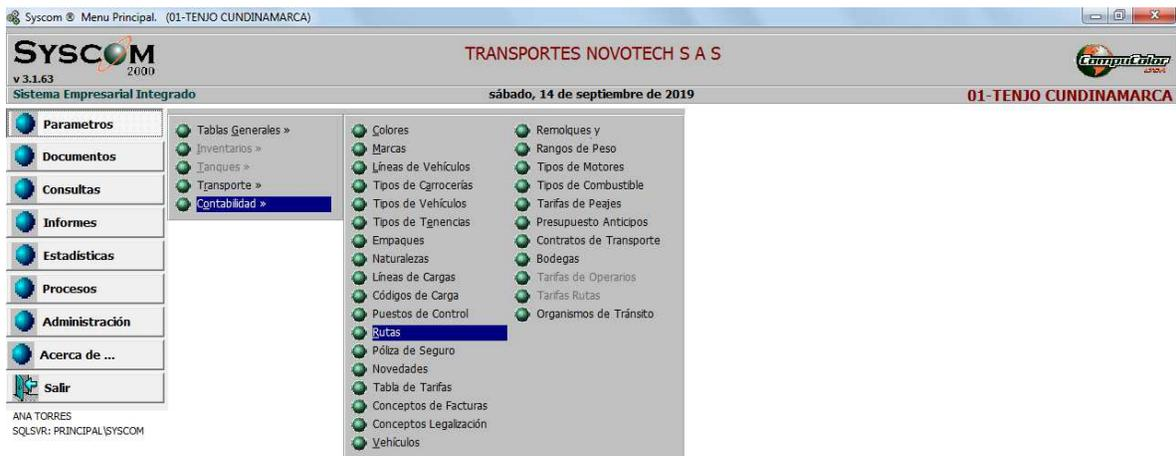 Syscom ® Menu Principal. (01-TENJO CUNDINAMARCA)
SYSCOM
2000
v 3.1.63
TRANSPORTES NOVOTECH S A S
CompuColor
LTDA
Sistema Empresarial Integrado
sábado, 14 de septiembre de 2019
01-TENJO CUNDINAMARCA
Parametros
Documentos
Consultas
Informes
Estadísticas
Procesos
Administración
Acerca de ...
Salir
ANA TORRES
SQLSVR: PRINCIPAL\SYSCOM
Tablas Generales »
Inventarios »
Tanques »
Transporte »
Contabilidad »
Colores
Marcas
Líneas de Vehículos
Tipos de Carrocerías
Tipos de Vehículos
Tipos de Tenencias
Empaques
Naturalezas
Líneas de Cargas
Códigos de Carga
Puestos de Control
Rutas
Póliza de Seguro
Novedades
Tabla de Tarifas
Conceptos de Facturas
Conceptos Legalización
Vehículos
Remolques y
Rangos de Peso
Tipos de Motores
Tipos de Combustible
Tarifas de Peajes
Presupuesto Anticipos
Contratos de Transporte
Bodegas
Tarifas de Operarios
Tarifas Rutas
Organismos de Tránsito